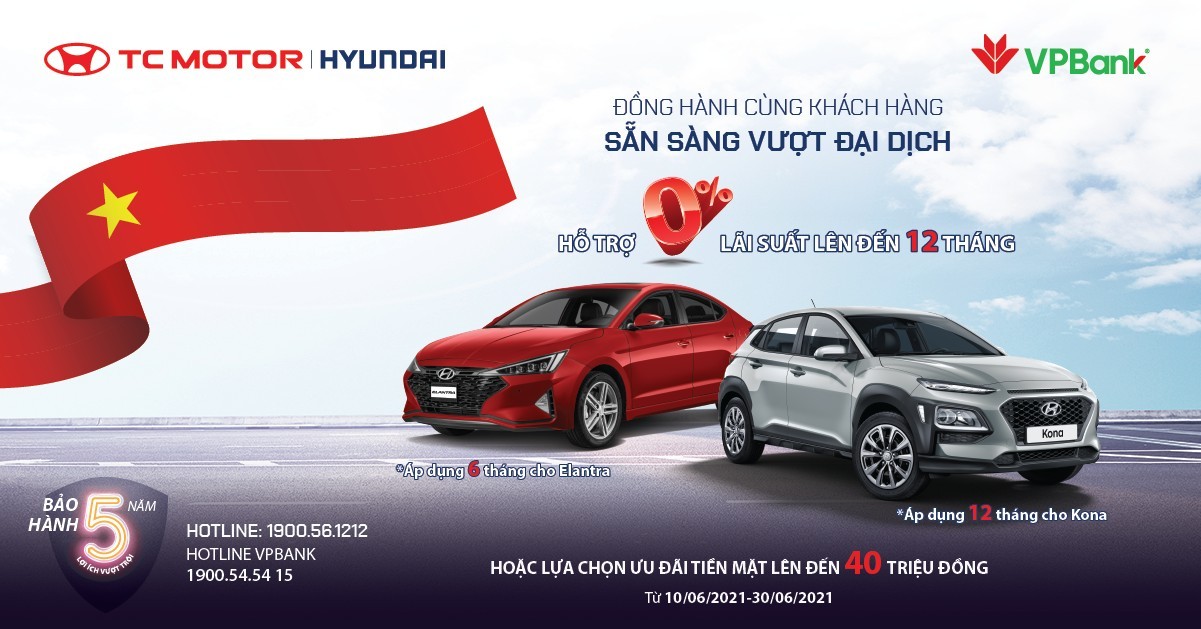 TC MOTOR | HYUNDAI
VPBank
ĐỒNG HÀNH CÙNG KHÁCH HÀNG
SẴN SÀNG VƯỢT ĐẠI DỊCH
HỖ TRỢ 0% LÃI SUẤT LÊN ĐẾN 12 THÁNG
ELANTRA
Kona
*Áp dụng 6 tháng cho Elantra
*Áp dụng 12 tháng cho Kona
BẢO HÀNH 5 NĂM
LỢI ÍCH VƯỢT TRỘI
HOTLINE: 1900.56.1212
HOTLINE VPBANK
1900.54.54 15
HOẶC LỰA CHỌN ƯU ĐÃI TIỀN MẶT LÊN ĐẾN 40 TRIỆU ĐỒNG
Từ 10/06/2021-30/06/2021